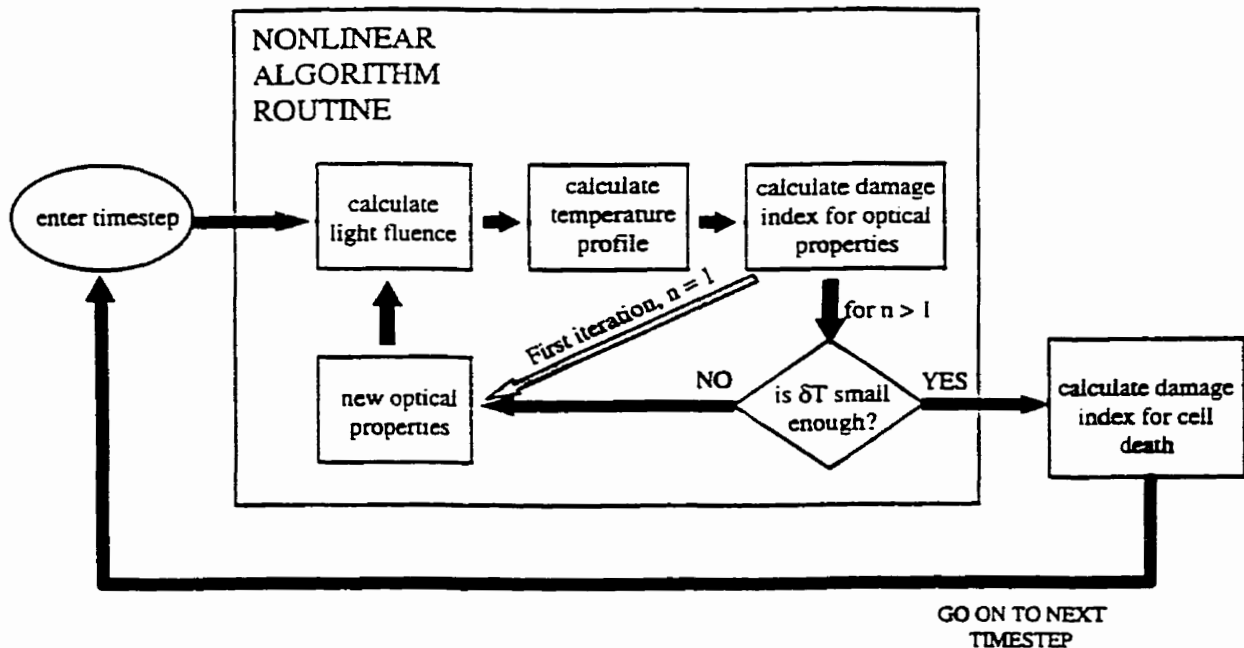 NONLINEAR
ALGORITHM
ROUTINE
enter timestep
calculate
light fluence
calculate
temperature
profile
calculate damage
index for optical
properties
First iteration, n = 1
for n > 1
new optical
properties
NO
is δT small
enough?
YES
calculate damage
index for cell
death
GO ON TO NEXT
TIMESTEP